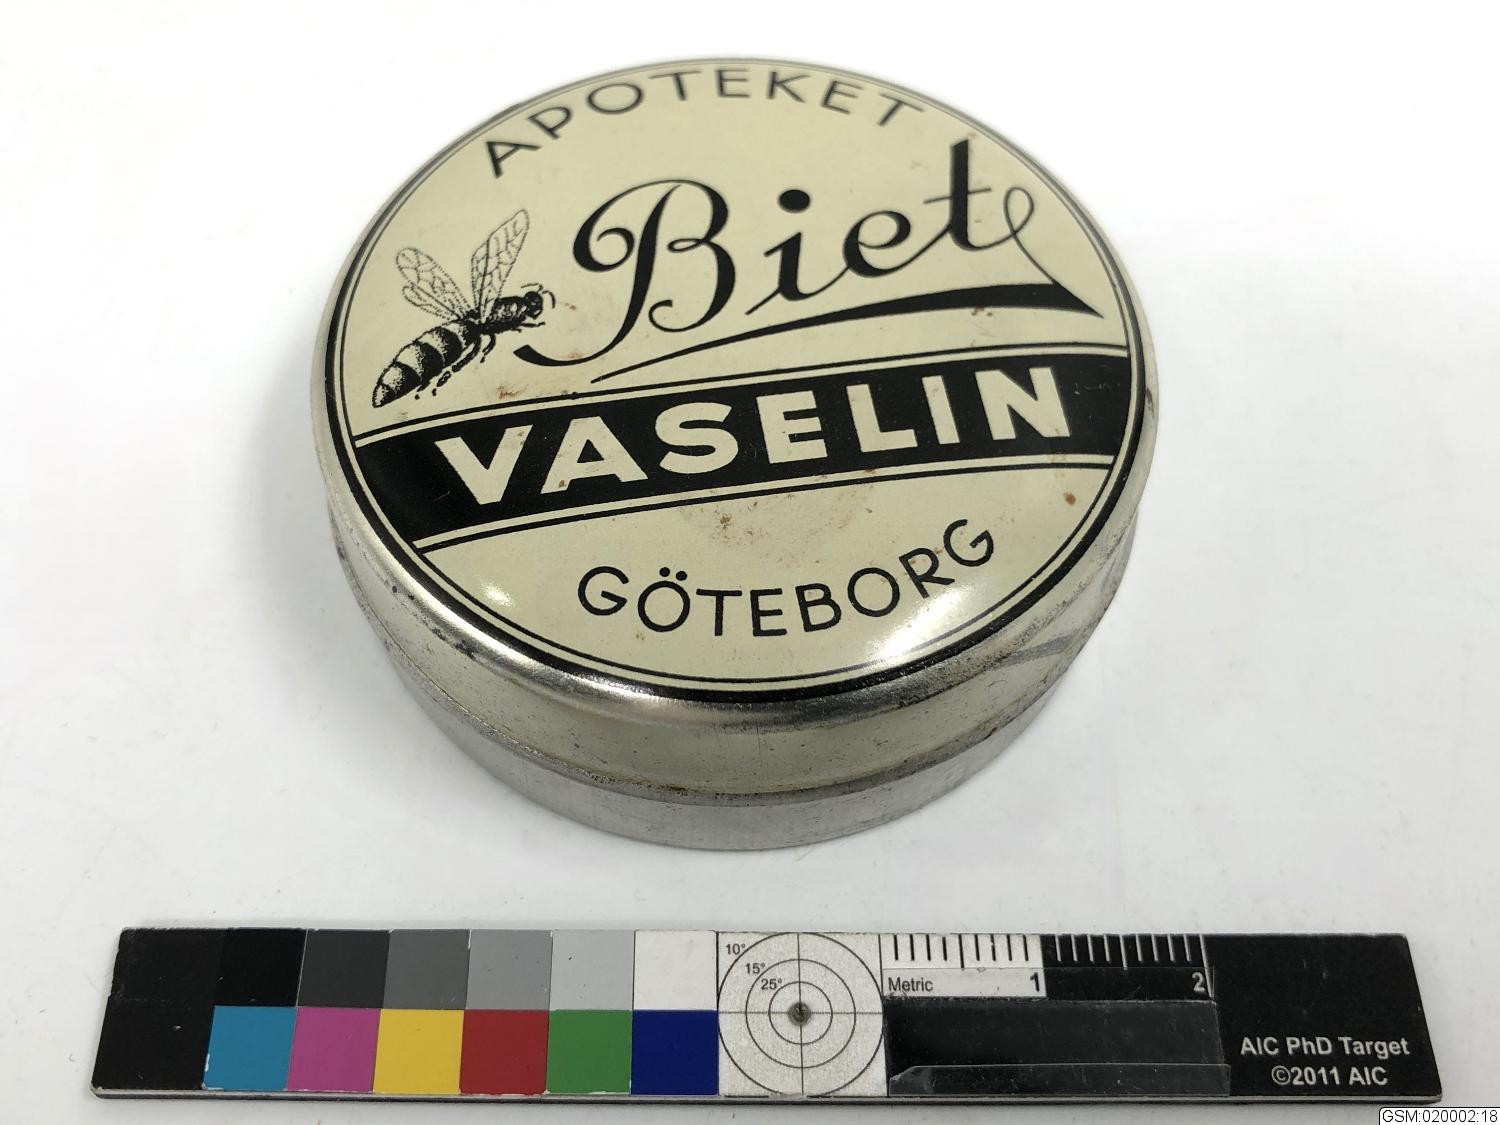 APOTEKET
Biet
VASELIN
GÖTEBORG
10°
15°
25°
Metric 1 2
AIC PhD Target
©2011 AIC
GSM:020002:18